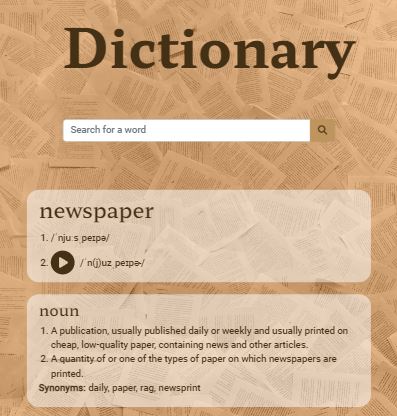 Dictionary
Search for a word
newspaper
1. /ˈnjuːsˌpeɪpə/
2. /ˈn(j)uzˌpeɪpɚ/
noun
1. A publication, usually published daily or weekly and usually printed on
cheap, low-quality paper, containing news and other articles.
2. A quantity of or one of the types of paper on which newspapers are
printed.
Synonyms: daily, paper, rag, newsprint